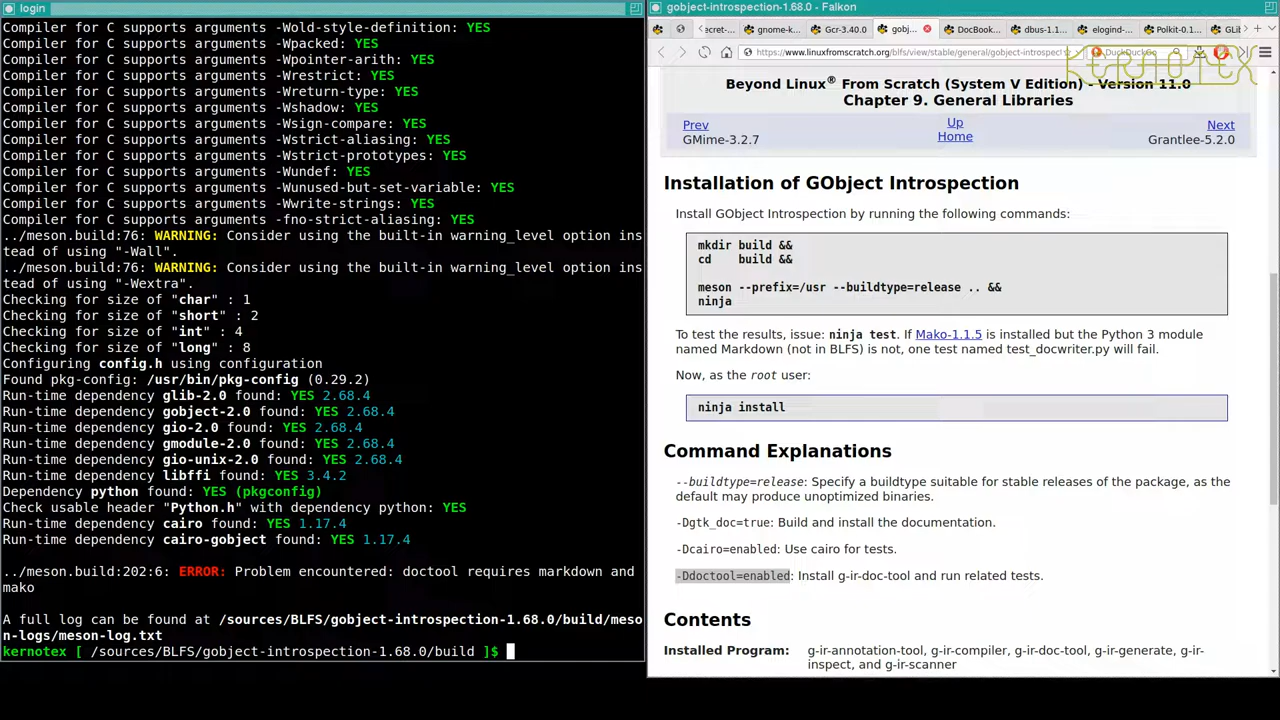 login
Compiler for C supports arguments -Wold-style-definition: YES
Compiler for C supports arguments -Wpacked: YES
Compiler for C supports arguments -Wpointer-arith: YES
Compiler for C supports arguments -Wrestrict: YES
Compiler for C supports arguments -Wreturn-type: YES
Compiler for C supports arguments -Wshadow: YES
Compiler for C supports arguments -Wsign-compare: YES
Compiler for C supports arguments -Wstrict-aliasing: YES
Compiler for C supports arguments -Wstrict-prototypes: YES
Compiler for C supports arguments -Wundef: YES
Compiler for C supports arguments -Wunused-but-set-variable: YES
Compiler for C supports arguments -Wwrite-strings: YES
Compiler for C supports arguments -fno-strict-aliasing: YES
../meson.build:76: WARNING: Consider using the built-in warning_level option ins
tead of using "-Wall".
../meson.build:76: WARNING: Consider using the built-in warning_level option ins
tead of using "-Wextra".
Checking for size of "char" : 1
Checking for size of "short" : 2
Checking for size of "int" : 4
Checking for size of "long" : 8
Configuring config.h using configuration
Found pkg-config: /usr/bin/pkg-config (0.29.2)
Run-time dependency glib-2.0 found: YES 2.68.4
Run-time dependency gobject-2.0 found: YES 2.68.4
Run-time dependency gio-2.0 found: YES 2.68.4
Run-time dependency gmodule-2.0 found: YES 2.68.4
Run-time dependency gio-unix-2.0 found: YES 2.68.4
Run-time dependency libffi found: YES 3.4.2
Dependency python found: YES (pkgconfig)
Check usable header "Python.h" with dependency python: YES
Run-time dependency cairo found: YES 1.17.4
Run-time dependency cairo-gobject found: YES 1.17.4
../meson.build:202:6: ERROR: Problem encountered: doctool requires markdown and
mako
A full log can be found at /sources/BLFS/gobject-introspection-1.68.0/build/meso
n-logs/meson-log.txt
kernotex [ /sources/BLFS/gobject-introspection-1.68.0/build ]$
gobject-introspection-1.68.0 - Falkon
ecret-... gnome-k... Gcr-3.40.0 gobj... DocBook... dbus-1.1... elogind-... Polkit-0.1... GLi
https://www.linuxfromscratch.org/blfs/view/stable/general/gobject-introspect DuckDuckGo
KERNOTEX
Beyond Linux® From Scratch (System V Edition) - Version 11.0
Chapter 9. General Libraries
Prev Up Next
GMime-3.2.7 Home Grantlee-5.2.0
Installation of GObject Introspection
Install GObject Introspection by running the following commands:
mkdir build &&
cd    build &&
meson --prefix=/usr --buildtype=release .. &&
ninja
To test the results, issue: ninja test. If Mako-1.1.5 is installed but the Python 3 module
named Markdown (not in BLFS) is not, one test named test_docwriter.py will fail.
Now, as the root user:
ninja install
Command Explanations
--buildtype=release: Specify a buildtype suitable for stable releases of the package, as the
default may produce unoptimized binaries.
-Dgtk_doc=true: Build and install the documentation.
-Dcairo=enabled: Use cairo for tests.
-Ddoctool=enabled: Install g-ir-doc-tool and run related tests.
Contents
Installed Program: g-ir-annotation-tool, g-ir-compiler, g-ir-doc-tool, g-ir-generate, g-ir-
inspect, and g-ir-scanner